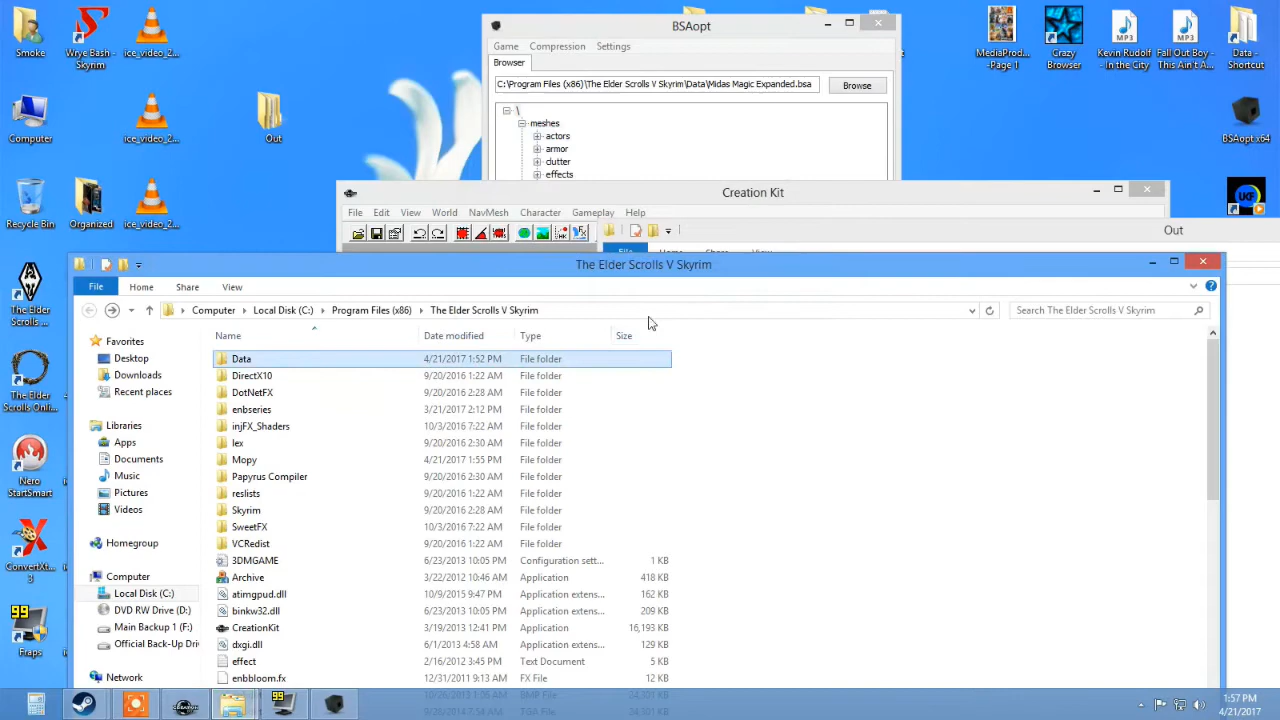 Smoke
Wrye Bash - Skyrim
ice_video_2...
Computer
ice_video_2...
Out
Recycle Bin
Organized
ice_video_2...
The Elder Scrolls ...
The Elder Scrolls Onli...
Nero StartSmart
ConvertXt... 3
99
Fraps
MediaProd... -Page 1
Crazy Browser
MP3
Kevin Rudolf - In the City
MP3
Fall Out Boy - This Ain't A...
Data - Shortcut
BSAopt x64
UKF
BSAopt
Game Compression Settings
Browser
C:\Program Files (x86)\The Elder Scrolls V Skyrim\Data\Midas Magic Expanded.bsa Browse
\
meshes
actors
armor
clutter
effects
Creation Kit
File Edit View World NavMesh Character Gameplay Help
Out
File Home Share View
The Elder Scrolls V Skyrim
File Home Share View
Computer Local Disk (C:) Program Files (x86) The Elder Scrolls V Skyrim Search The Elder Scrolls V Skyrim
Favorites
Desktop
Downloads
Recent places
Libraries
Apps
Documents
Music
Pictures
Videos
Homegroup
Computer
Local Disk (C:)
DVD RW Drive (D:)
Main Backup 1 (F:)
Official Back-Up Dri
Network
Name Date modified Type Size
Data 4/21/2017 1:52 PM File folder
DirectX10 9/20/2016 1:22 AM File folder
DotNetFX 9/20/2016 2:28 AM File folder
enbseries 3/21/2017 2:12 PM File folder
injFX_Shaders 10/3/2016 7:22 AM File folder
lex 9/20/2016 2:30 AM File folder
Mopy 4/21/2017 1:55 PM File folder
Papyrus Compiler 9/20/2016 2:30 AM File folder
reslists 9/20/2016 1:22 AM File folder
Skyrim 9/20/2016 2:28 AM File folder
SweetFX 10/3/2016 7:22 AM File folder
VCRedist 9/20/2016 1:22 AM File folder
3DMGAME 6/23/2013 10:05 PM Configuration sett... 1 KB
Archive 3/22/2012 10:46 AM Application 418 KB
atimgpud.dll 10/9/2015 9:47 PM Application extens... 162 KB
binkw32.dll 6/23/2013 10:05 PM Application extens... 209 KB
CreationKit 3/19/2013 12:41 PM Application 16,193 KB
dxgi.dll 6/1/2013 4:58 AM Application extens... 129 KB
effect 2/16/2012 3:45 PM Text Document 5 KB
enbbloom.fx 12/31/2011 9:13 AM FX File 12 KB
99
1:57 PM
4/21/2017